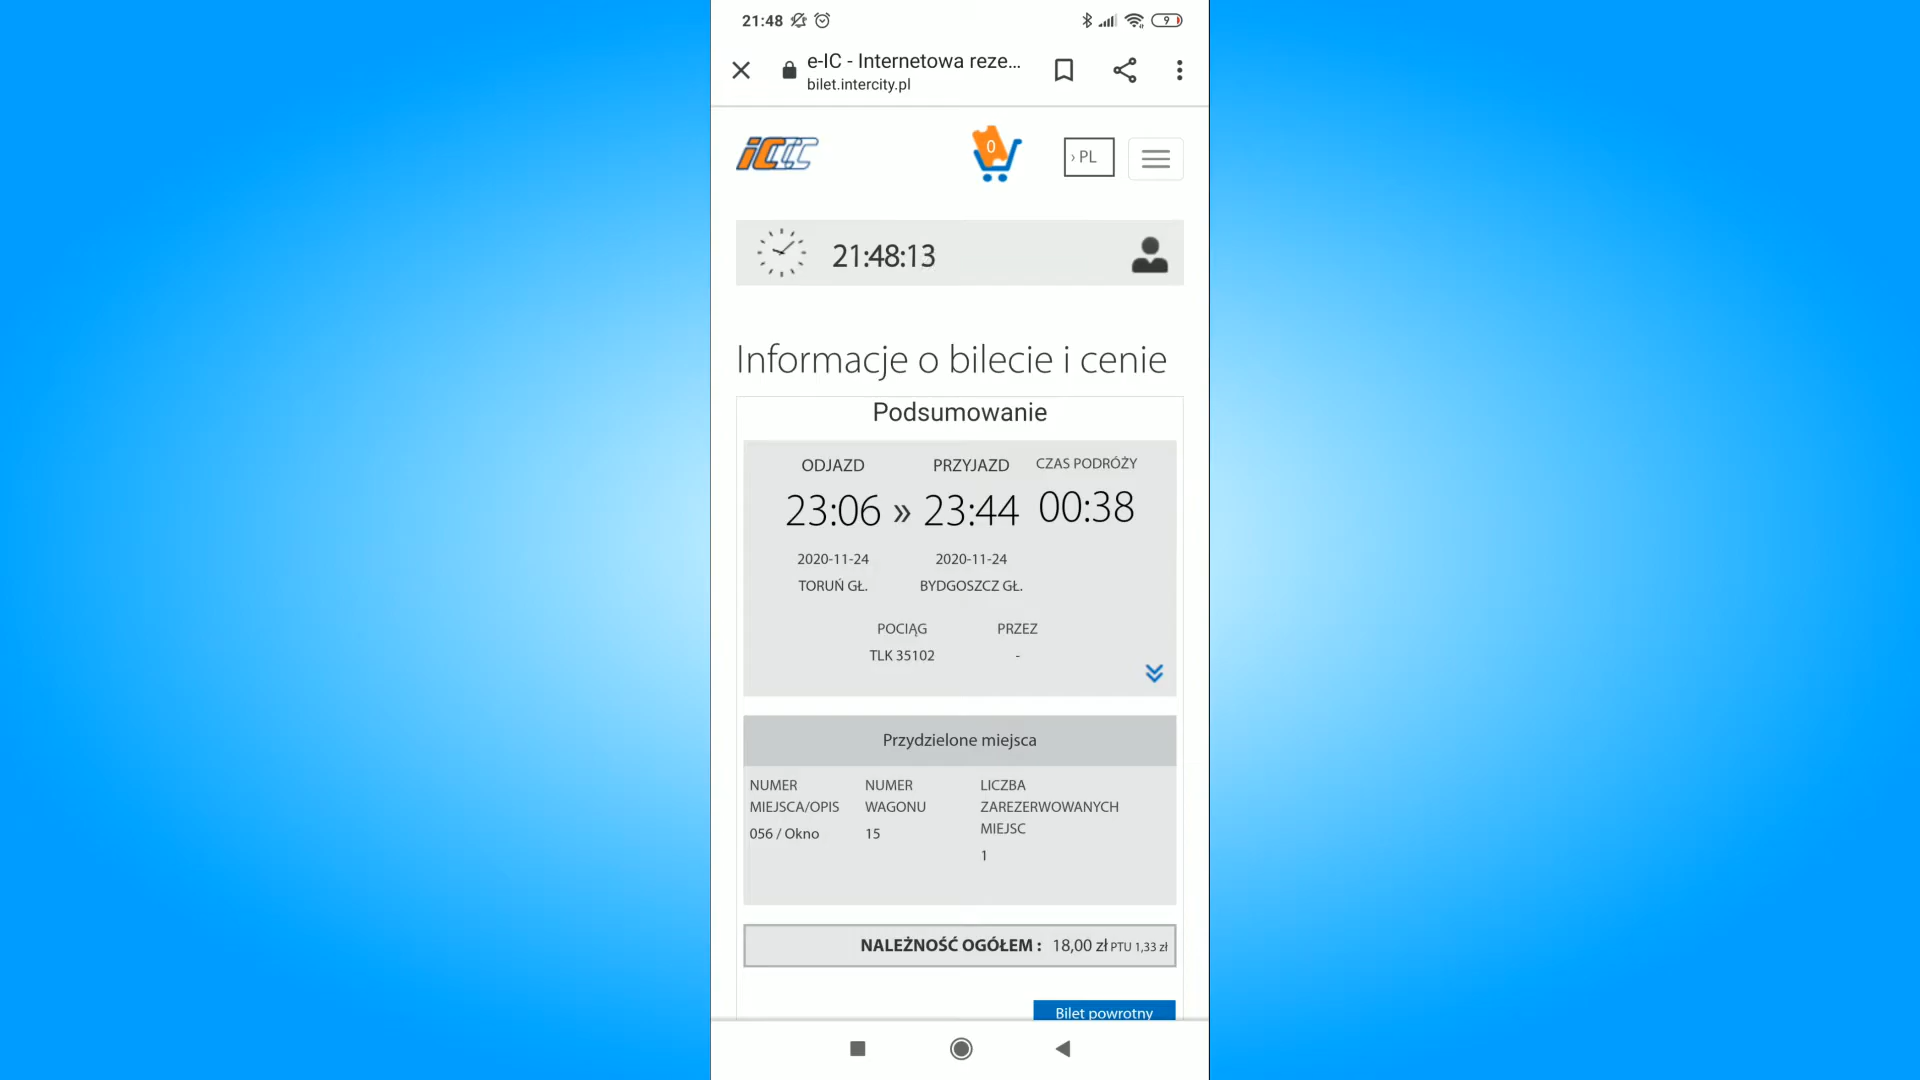 21:48
9
e-IC - Internetowa reze...
bilet.intercity.pl
iC
0
› PL
21:48:13
Informacje o bilecie i cenie
Podsumowanie
ODJAZD PRZYJAZD CZAS PODRÓŻY
23:06 » 23:44 00:38
2020-11-24 2020-11-24
TORUŃ GŁ. BYDGOSZCZ GŁ.
POCIĄG PRZEZ
TLK 35102 -
Przydzielone miejsca
NUMER MIEJSCA/OPIS
056 / Okno
NUMER WAGONU
15
LICZBA ZAREZERWOWANYCH MIEJSC
1
NALEŻNOŚĆ OGÓŁEM : 18,00 zł PTU 1,33 zł
Bilet powrotny